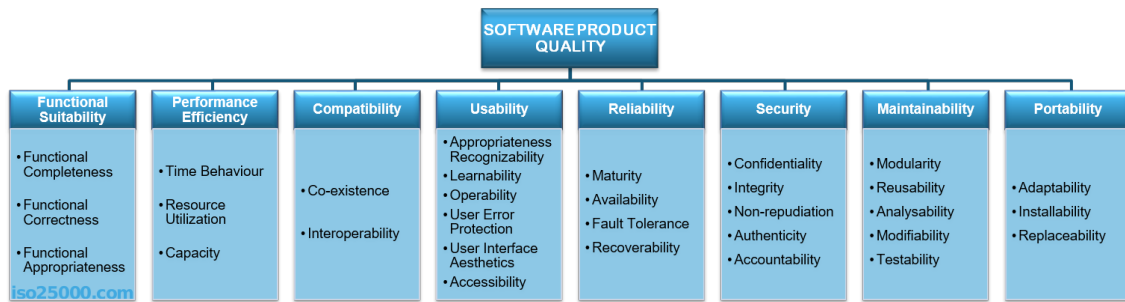 SOFTWARE PRODUCT
QUALITY
Functional
Suitability
• Functional
Completeness
• Functional
Correctness
• Functional
Appropriateness
Performance
Efficiency
• Time Behaviour
• Resource
Utilization
• Capacity
Compatibility
• Co-existence
• Interoperability
Usability
• Appropriateness
Recognizability
• Learnability
• Operability
• User Error
Protection
• User Interface
Aesthetics
• Accessibility
Reliability
• Maturity
• Availability
• Fault Tolerance
• Recoverability
Security
• Confidentiality
• Integrity
• Non-repudiation
• Authenticity
• Accountability
Maintainability
• Modularity
• Reusability
• Analysability
• Modifiability
• Testability
Portability
• Adaptability
• Installability
• Replaceability
iso25000.com